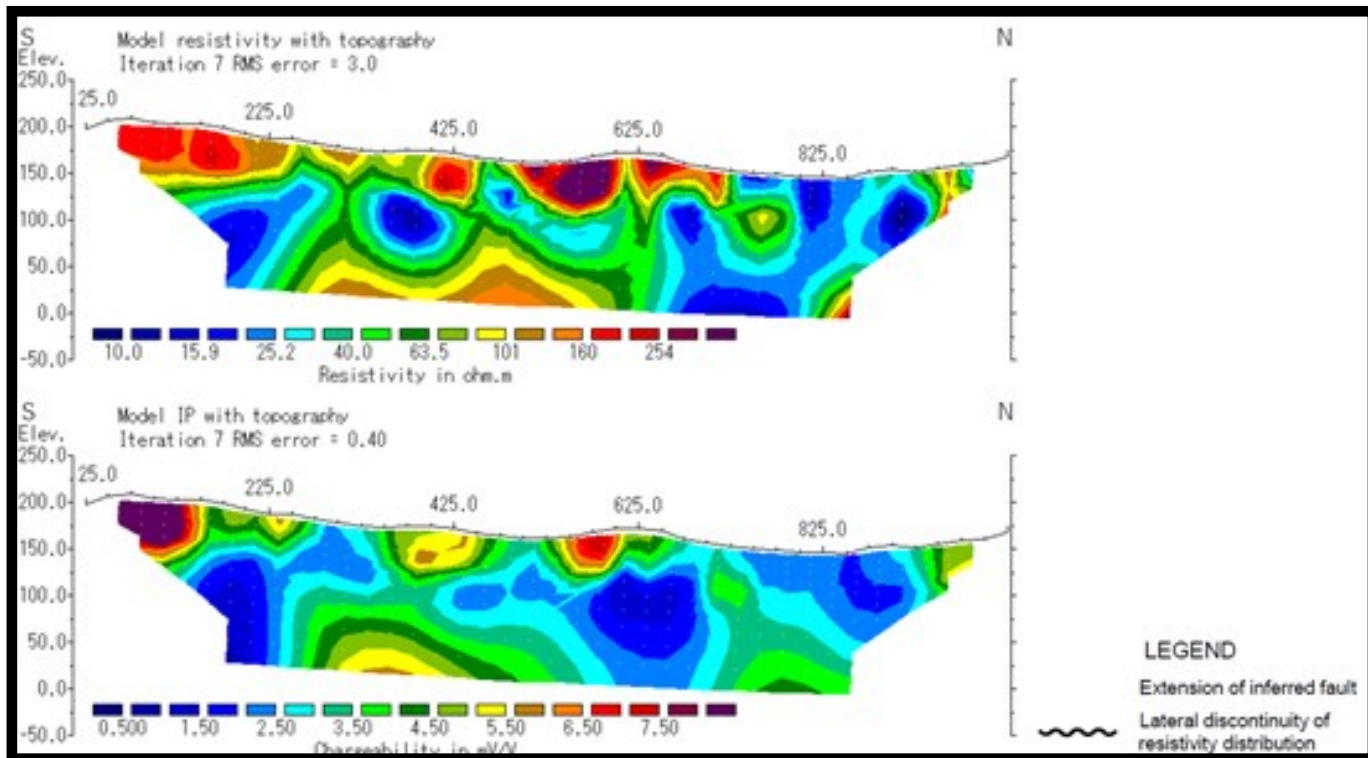 S N
Model resistivity with topography
Elev. Iteration 7 RMS error = 3.0
250.0
25.0
225.0
200.0
425.0 625.0
825.0
150.0
100.0
50.0
0.0
10.0 15.9 25.2 40.0 63.5 101 160 254
-50.0
Resistivity in ohm.m
S N
Model IP with topography
Elev. Iteration 7 RMS error = 0.40
250.0
25.0
225.0
200.0
425.0 625.0
825.0
150.0
100.0
50.0
LEGEND
0.0
Extension of inferred fault
0.500 1.50 2.50 3.50 4.50 5.50 6.50 7.50
-50.0
Lateral discontinuity of
resistivity distribution
Chargeability in mV/V